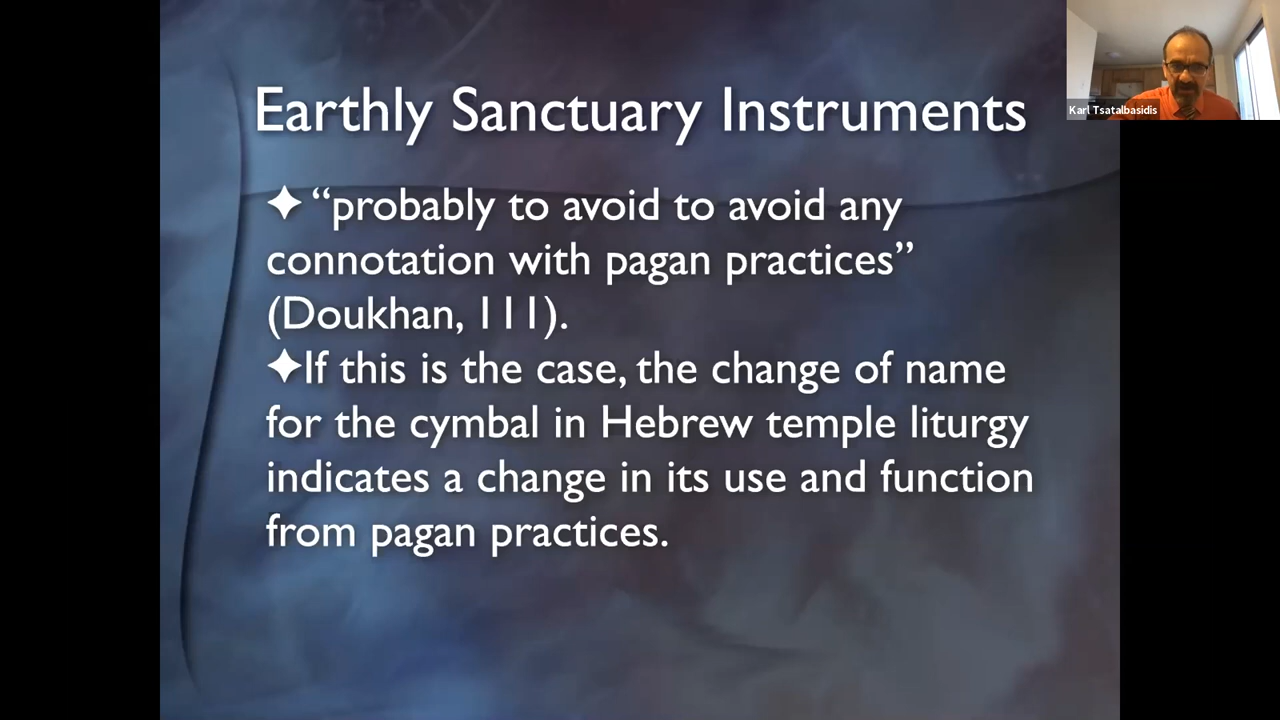 Earthly Sanctuary Instruments
Karl Tsatalbasidis
✦ “probably to avoid to avoid any
connotation with pagan practices”
(Doukhan, 111).
✦If this is the case, the change of name
for the cymbal in Hebrew temple liturgy
indicates a change in its use and function
from pagan practices.